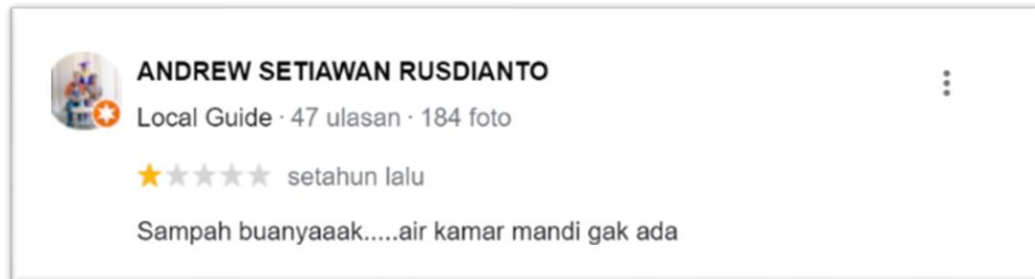 ANDREW SETIAWAN RUSDIANTO
Local Guide · 47 ulasan · 184 foto
setahun lalu
Sampah buanyaaak.....air kamar mandi gak ada